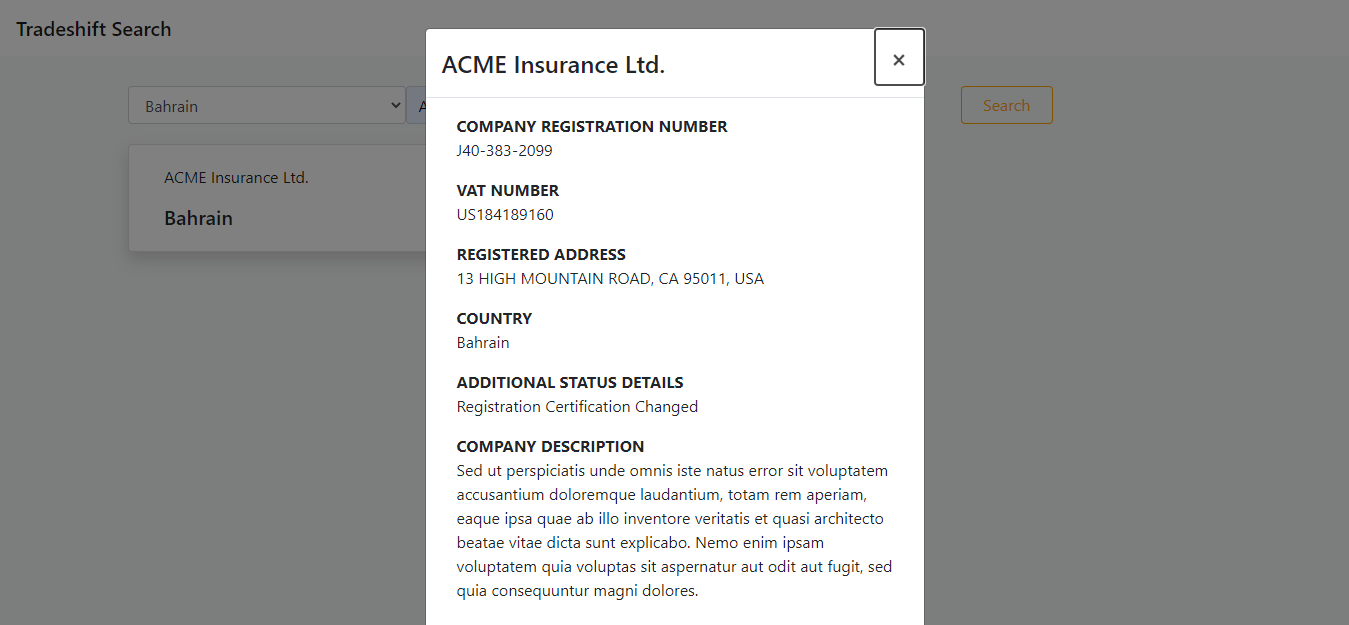 Tradeshift Search
ACME Insurance Ltd.
×
Bahrain
A
Search
ACME Insurance Ltd.
Bahrain
COMPANY REGISTRATION NUMBER
J40-383-2099
VAT NUMBER
US184189160
REGISTERED ADDRESS
13 HIGH MOUNTAIN ROAD, CA 95011, USA
COUNTRY
Bahrain
ADDITIONAL STATUS DETAILS
Registration Certification Changed
COMPANY DESCRIPTION
Sed ut perspiciatis unde omnis iste natus error sit voluptatem
accusantium doloremque laudantium, totam rem aperiam,
eaque ipsa quae ab illo inventore veritatis et quasi architecto
beatae vitae dicta sunt explicabo. Nemo enim ipsam
voluptatem quia voluptas sit aspernatur aut odit aut fugit, sed
quia consequuntur magni dolores.